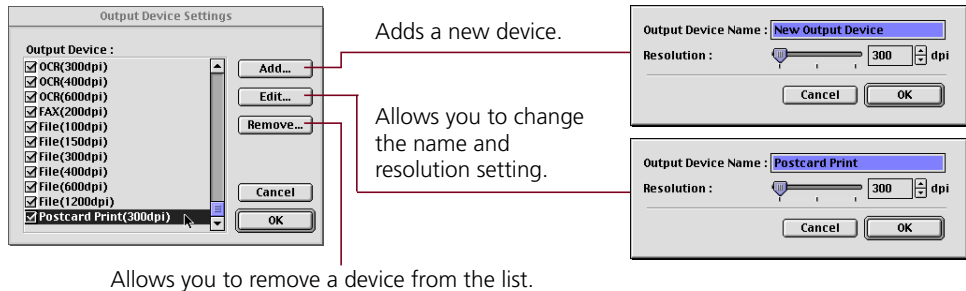 Output Device Settings
Output Device :
OCR(300dpi)
OCR(400dpi)
OCR(600dpi)
FAX(200dpi)
File(100dpi)
File(150dpi)
File(300dpi)
File(400dpi)
File(600dpi)
File(1200dpi)
Postcard Print(300dpi)
Add...
Edit...
Remove...
Cancel
OK
Adds a new device.
Allows you to change
the name and
resolution setting.
Allows you to remove a device from the list.
Output Device Name : New Output Device
Resolution : 300 dpi
Cancel OK
Output Device Name : Postcard Print
Resolution : 300 dpi
Cancel OK